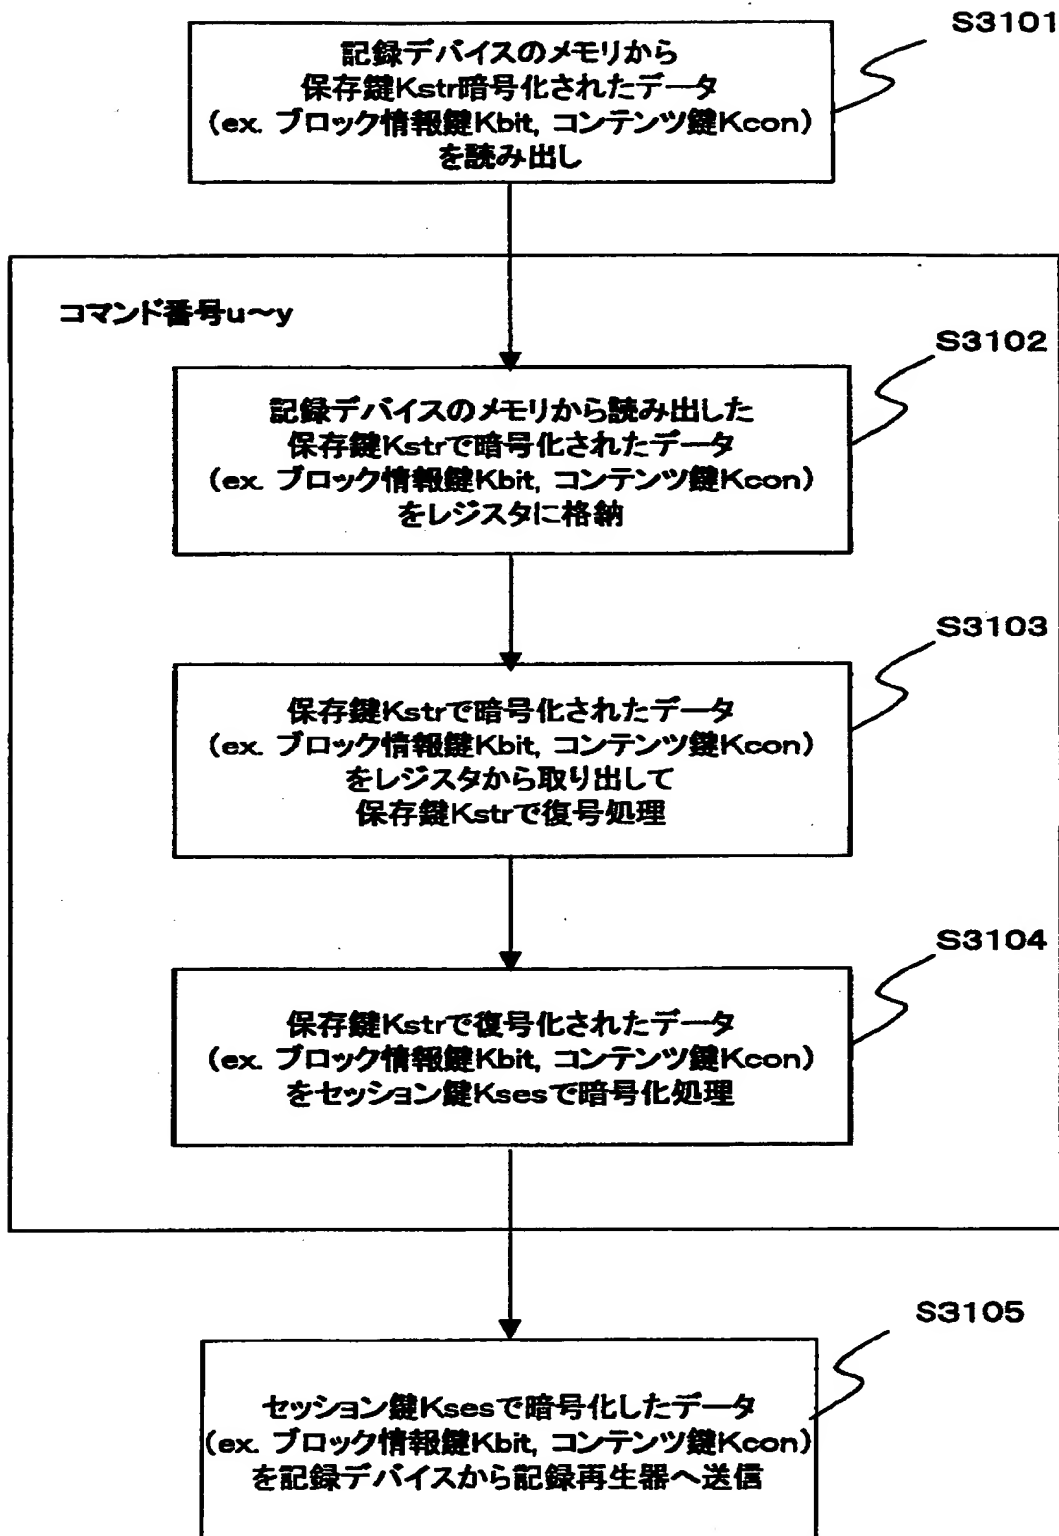 S3101
記録デバイスのメモリから
保存鍵Kstr暗号化されたデータ
(ex. ブロック情報鍵Kbit, コンテンツ鍵Kcon)
を読み出し
コマンド番号u~y
S3102
記録デバイスのメモリから読み出した
保存鍵Kstrで暗号化されたデータ
(ex. ブロック情報鍵Kbit, コンテンツ鍵Kcon)
をレジスタに格納
S3103
保存鍵Kstrで暗号化されたデータ
(ex. ブロック情報鍵Kbit, コンテンツ鍵Kcon)
をレジスタから取り出して
保存鍵Kstrで復号処理
S3104
保存鍵Kstrで復号化されたデータ
(ex. ブロック情報鍵Kbit, コンテンツ鍵Kcon)
をセッション鍵Ksesで暗号化処理
S3105
セッション鍵Ksesで暗号化したデータ
(ex. ブロック情報鍵Kbit, コンテンツ鍵Kcon)
を記録デバイスから記録再生器へ送信